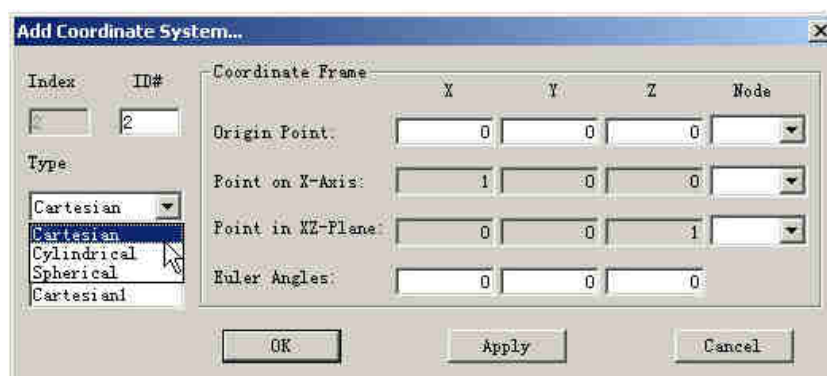 Add Coordinate System...
Index ID#
2 2
Type
Cartesian
Cartesian
Cylindrical
Spherical
Cartesian1
Coordinate Frame
X Y Z Node
Origin Point: 0 0 0
Point on X-Axis: 1 0 0
Point in XZ-Plane: 0 0 1
Euler Angles: 0 0 0
OK Apply Cancel